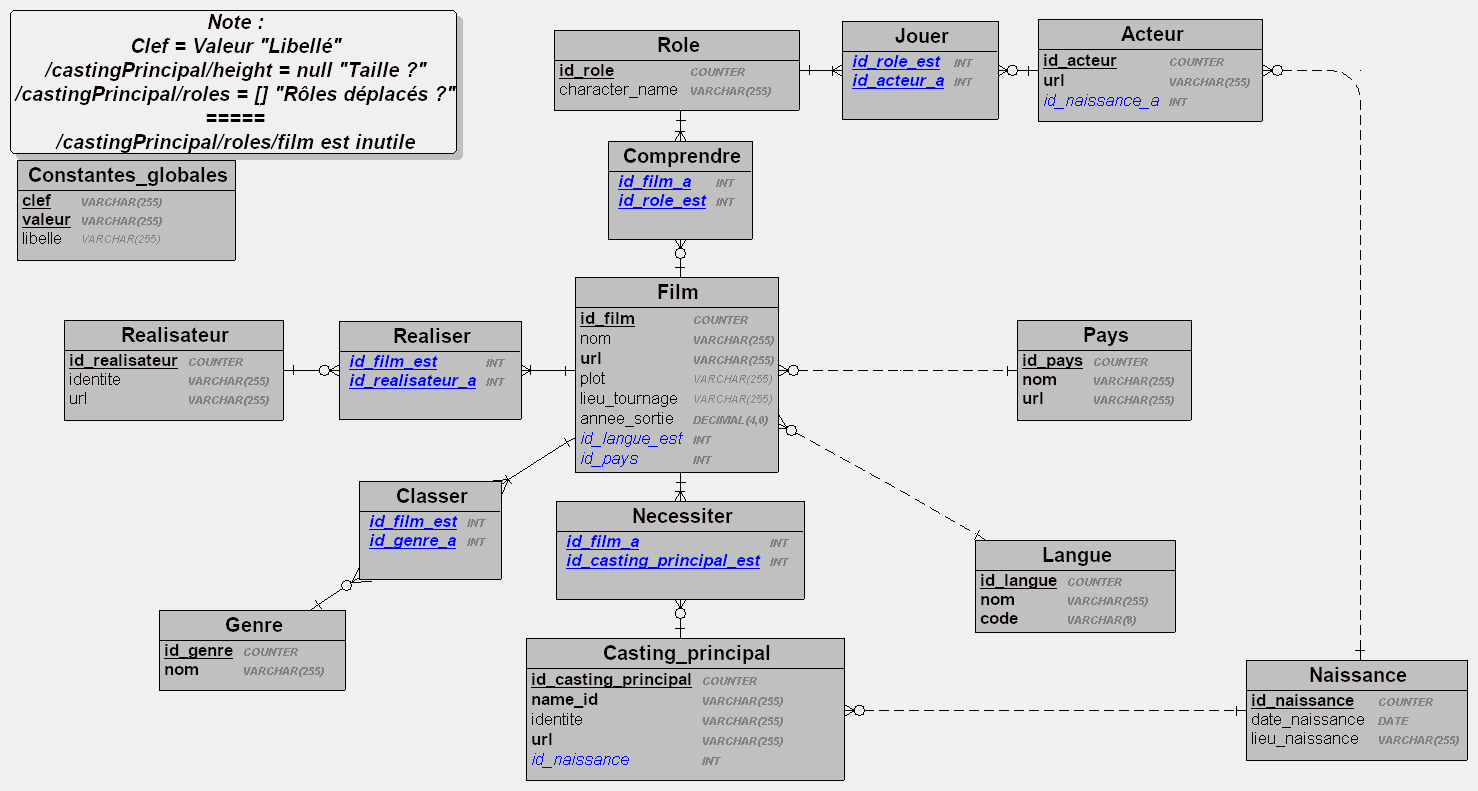 Note :
Clef = Valeur "Libellé"
/castingPrincipal/height = null "Taille ?"
/castingPrincipal/roles = [] "Rôles déplacés ?"
=====
/castingPrincipal/roles/film est inutile
Constantes_globales
clef VARCHAR(255)
valeur VARCHAR(255)
libelle VARCHAR(255)
Role
id_role COUNTER
character_name VARCHAR(255)
Jouer
id_role_est INT
id_acteur_a INT
Acteur
id_acteur COUNTER
url VARCHAR(255)
id_naissance_a INT
Comprendre
id_film_a INT
id_role_est INT
Realisateur
id_realisateur COUNTER
identite VARCHAR(255)
url VARCHAR(255)
Realiser
id_film_est INT
id_realisateur_a INT
Film
id_film COUNTER
nom VARCHAR(255)
url VARCHAR(255)
plot VARCHAR(255)
lieu_tournage VARCHAR(255)
annee_sortie DECIMAL(4,0)
id_langue_est INT
id_pays INT
Pays
id_pays COUNTER
nom VARCHAR(255)
url VARCHAR(255)
Classer
id_film_est INT
id_genre_a INT
Necessiter
id_film_a INT
id_casting_principal_est INT
Langue
id_langue COUNTER
nom VARCHAR(255)
code VARCHAR(8)
Genre
id_genre COUNTER
nom VARCHAR(255)
Casting_principal
id_casting_principal COUNTER
name_id VARCHAR(255)
identite VARCHAR(255)
url VARCHAR(255)
id_naissance INT
Naissance
id_naissance COUNTER
date_naissance DATE
lieu_naissance VARCHAR(255)